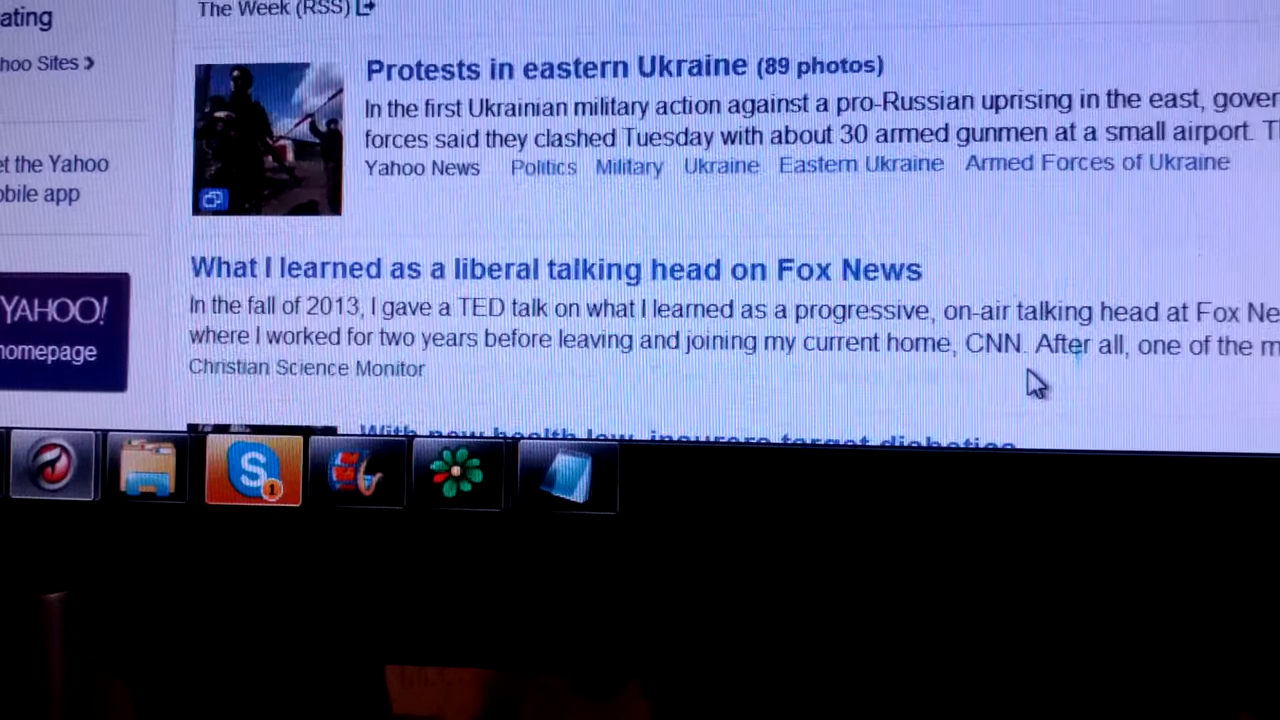 ating
The Week (RSS)
hoo Sites
Protests in eastern Ukraine (89 photos)
In the first Ukrainian military action against a pro-Russian uprising in the east, gover
forces said they clashed Tuesday with about 30 armed gunmen at a small airport. T
Yahoo News Politics Military Ukraine Eastern Ukraine Armed Forces of Ukraine
et the Yahoo
obile app
What I learned as a liberal talking head on Fox News
In the fall of 2013, I gave a TED talk on what I learned as a progressive, on-air talking head at Fox Ne
where I worked for two years before leaving and joining my current home, CNN. After all, one of the m
Christian Science Monitor
YAHOO!
homepage
With new health law, insurers target diabetics
S
1